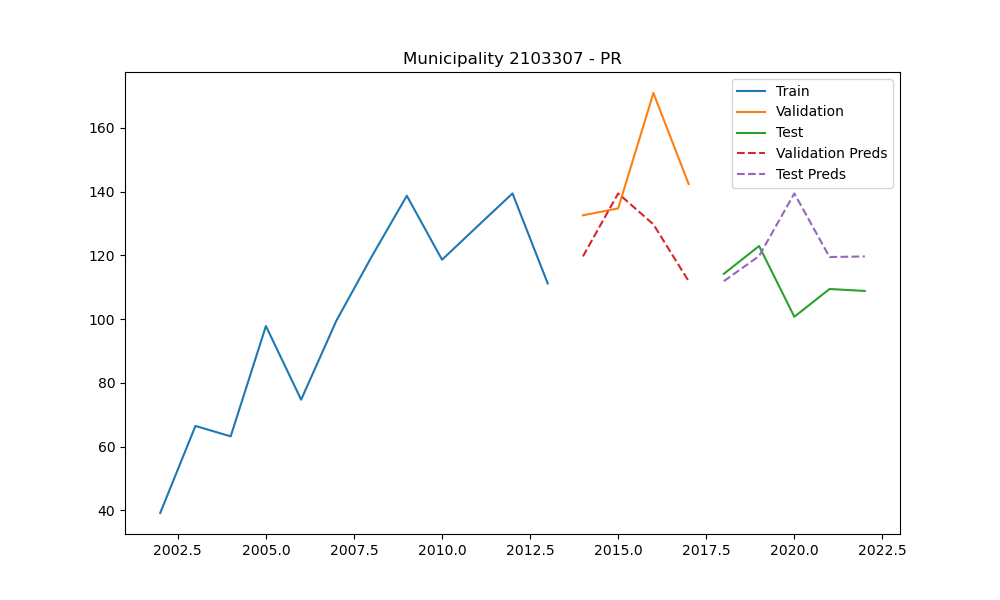 Municipality 2103307 - PR
Train
Validation
Test
Validation Preds
Test Preds
160
140
120
100
80
60
40
2002.5 2005.0 2007.5 2010.0 2012.5 2015.0 2017.5 2020.0 2022.5